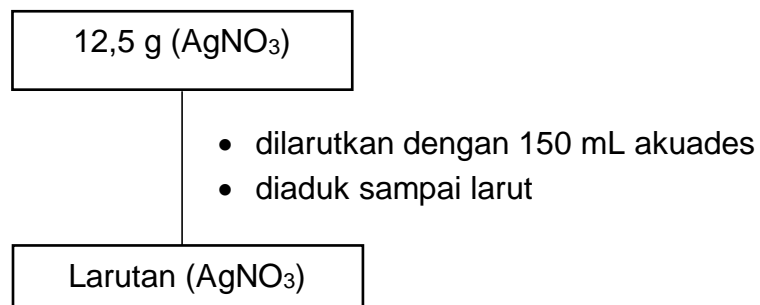 12,5 g (AgNO₃)
• dilarutkan dengan 150 mL akuades
• diaduk sampai larut
Larutan (AgNO₃)